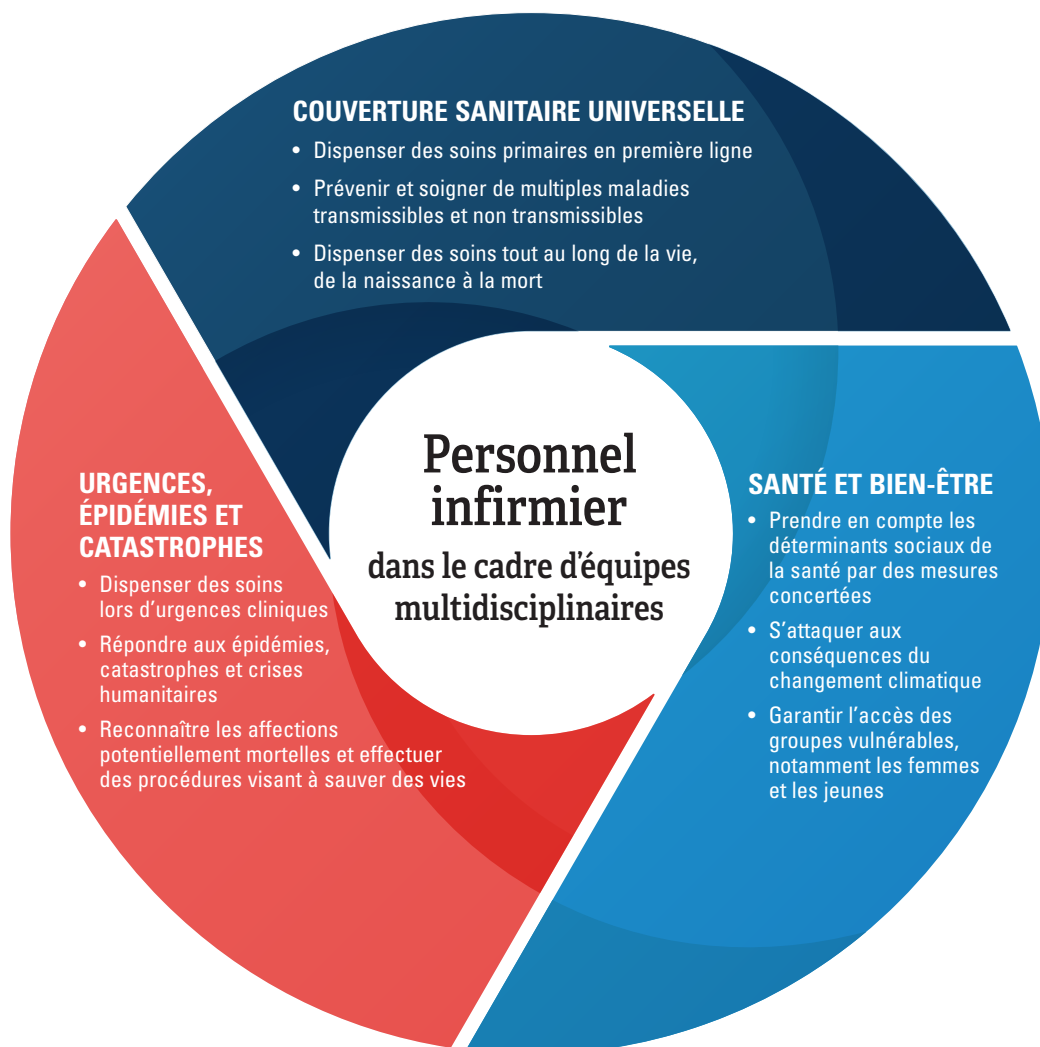 COUVERTURE SANITAIRE UNIVERSELLE
• Dispenser des soins primaires en première ligne
• Prévenir et soigner de multiples maladies
transmissibles et non transmissibles
• Dispenser des soins tout au long de la vie,
de la naissance à la mort
Personnel
infirmier
dans le cadre d'équipes
multidisciplinaires
URGENCES,
ÉPIDÉMIES ET
CATASTROPHES
• Dispenser des soins
lors d'urgences cliniques
• Répondre aux épidémies,
catastrophes et crises
humanitaires
• Reconnaître les affections
potentiellement mortelles et effectuer
des procédures visant à sauver des vies
SANTÉ ET BIEN-ÊTRE
• Prendre en compte les
déterminants sociaux de
la santé par des mesures
concertées
• S'attaquer aux
conséquences du
changement climatique
• Garantir l'accès des
groupes vulnérables,
notamment les femmes
et les jeunes